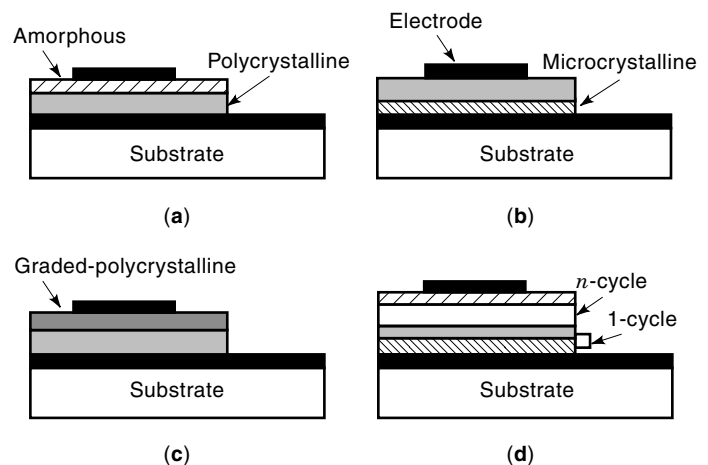 Amorphous
Polycrystalline
Substrate
(a)
Electrode
Microcrystalline
Substrate
(b)
Graded-polycrystalline
Substrate
(c)
n-cycle
1-cycle
Substrate
(d)